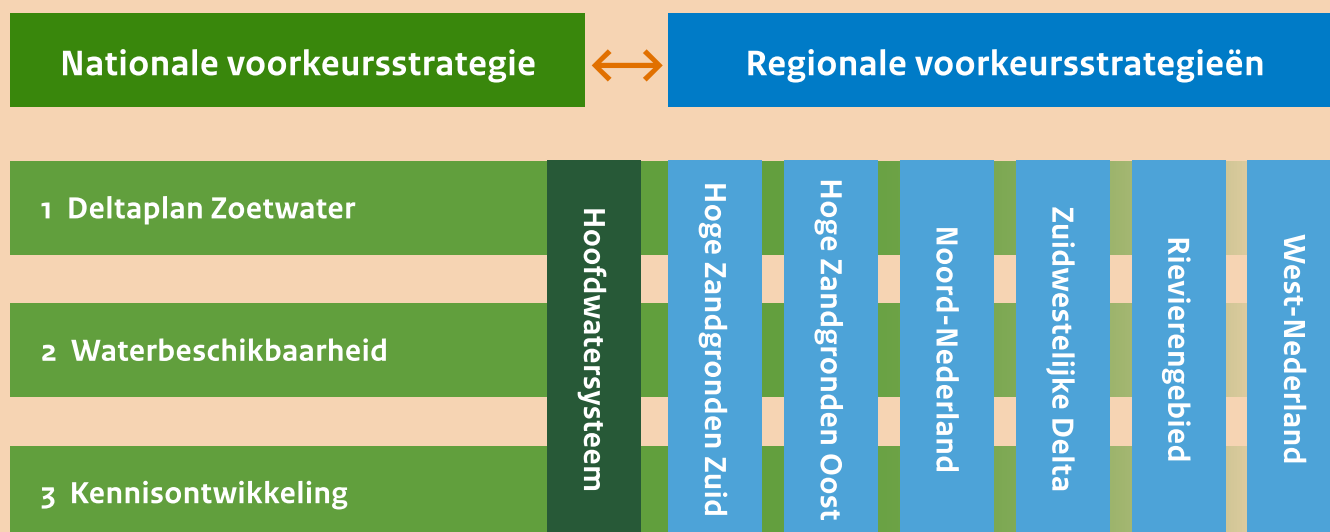 Nationale voorkeursstrategie
Regionale voorkeursstrategieën
1 Deltaplan Zoetwater
2 Waterbeschikbaarheid
3 Kennisontwikkeling
Hoofdwatersysteem
Hoge Zandgronden Zuid
Hoge Zandgronden Oost
Noord-Nederland
Zuidwestelijke Delta
Rievierengebied
West-Nederland